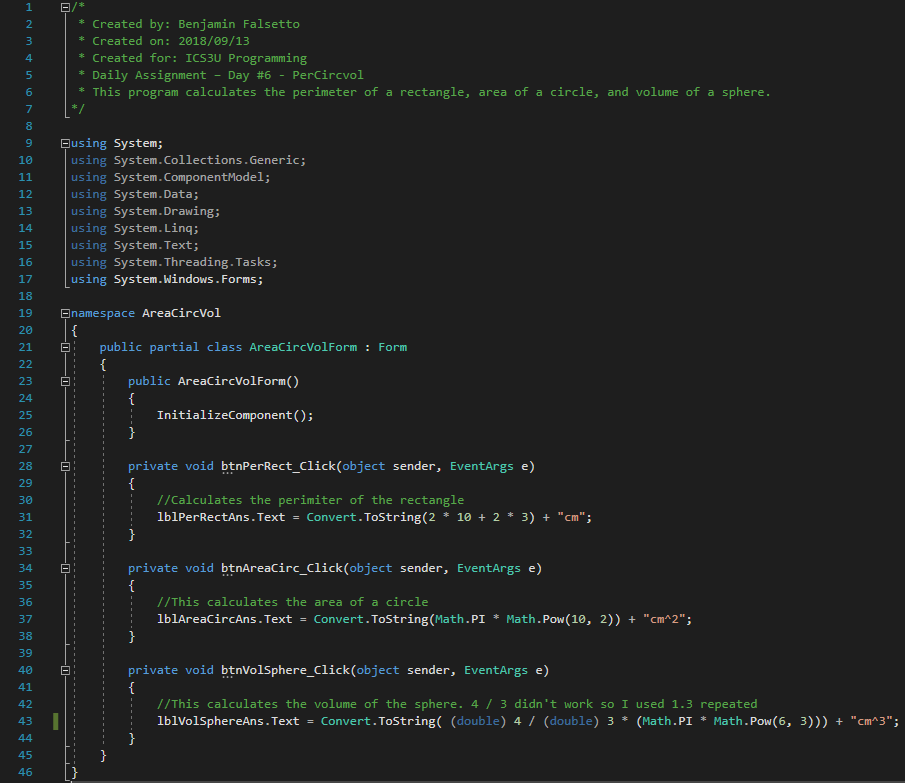 1 /*
2 * Created by: Benjamin Falsetto
3 * Created on: 2018/09/13
4 * Created for: ICS3U Programming
5 * Daily Assignment – Day #6 - PerCircvol
6 * This program calculates the perimeter of a rectangle, area of a circle, and volume of a sphere.
7 */
8
9 using System;
10 using System.Collections.Generic;
11 using System.ComponentModel;
12 using System.Data;
13 using System.Drawing;
14 using System.Linq;
15 using System.Text;
16 using System.Threading.Tasks;
17 using System.Windows.Forms;
18
19 namespace AreaCircVol
20 {
21 public partial class AreaCircVolForm : Form
22 {
23 public AreaCircVolForm()
24 {
25 InitializeComponent();
26 }
27
28 private void btnPerRect_Click(object sender, EventArgs e)
29 {
30 //Calculates the perimiter of the rectangle
31 lblPerRectAns.Text = Convert.ToString(2 * 10 + 2 * 3) + "cm";
32 }
33
34 private void btnAreaCirc_Click(object sender, EventArgs e)
35 {
36 //This calculates the area of a circle
37 lblAreaCircAns.Text = Convert.ToString(Math.PI * Math.Pow(10, 2)) + "cm^2";
38 }
39
40 private void btnVolSphere_Click(object sender, EventArgs e)
41 {
42 //This calculates the volume of the sphere. 4 / 3 didn't work so I used 1.3 repeated
43 lblVolSphereAns.Text = Convert.ToString( (double) 4 / (double) 3 * (Math.PI * Math.Pow(6, 3))) + "cm^3";
44 }
45 }
46 }